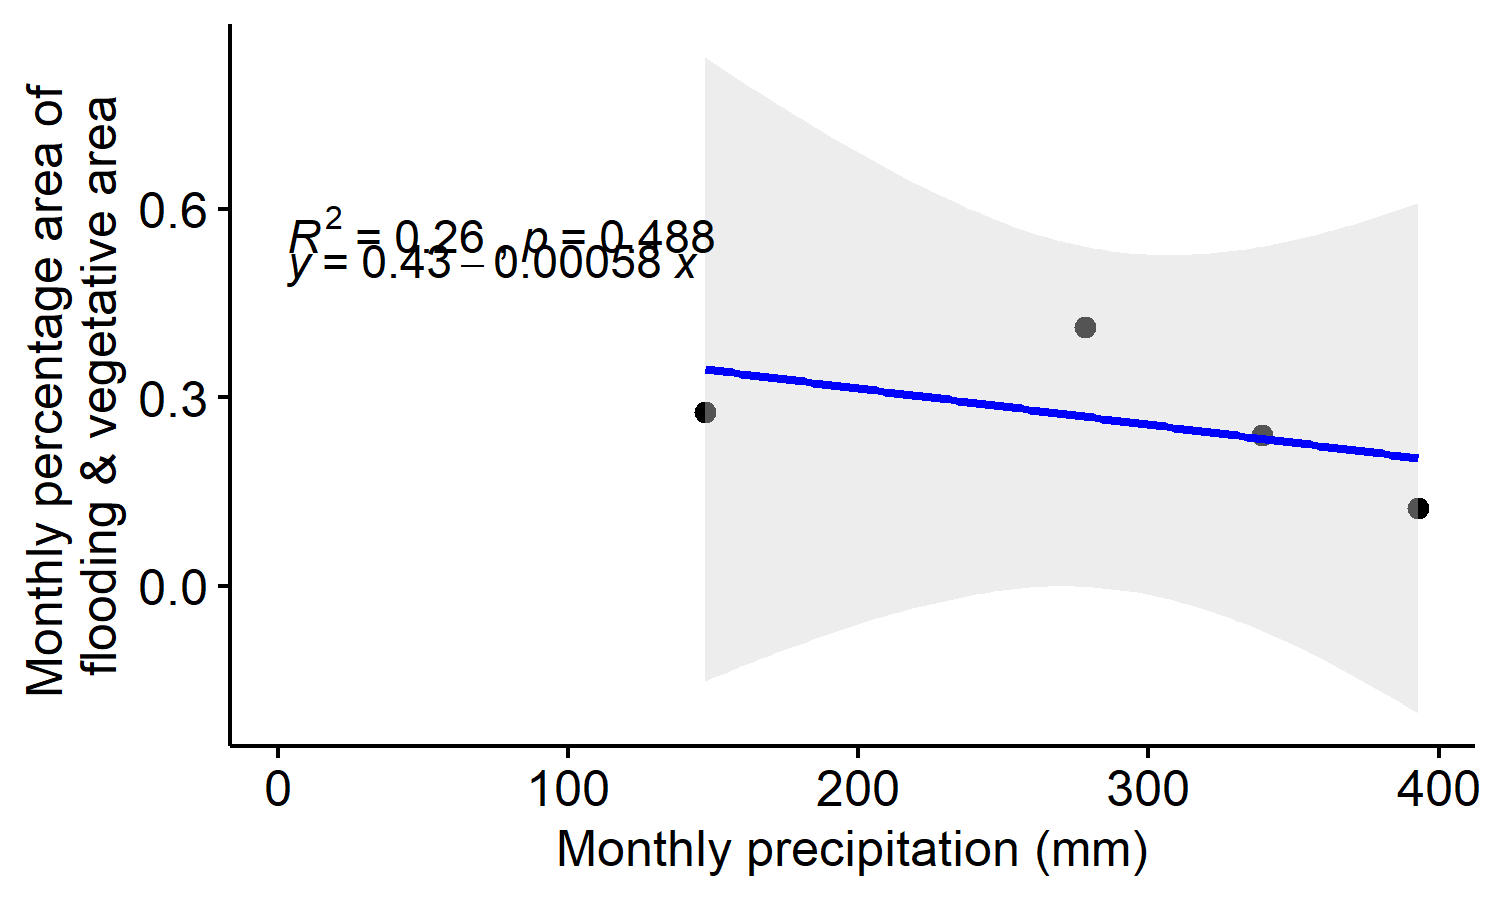 Monthly percentage area of
flooding & vegetative area
0.6
0.3
0.0
R² = 0.26 , p = 0.488
y = 0.43 – 0.00058 x
0 100 200 300 400
Monthly precipitation (mm)